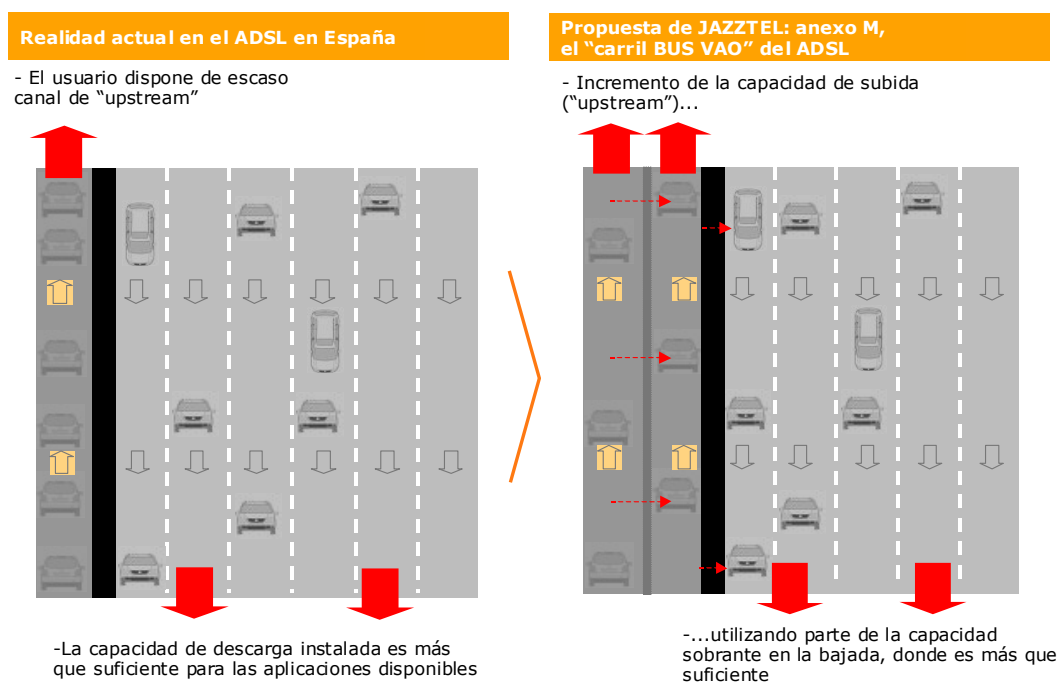 Realidad actual en el ADSL en España
- El usuario dispone de escaso
canal de “upstream”
-La capacidad de descarga instalada es más
que suficiente para las aplicaciones disponibles
Propuesta de JAZZTEL: anexo M,
el “carril BUS VAO” del ADSL
- Incremento de la capacidad de subida
(“upstream”)...
-...utilizando parte de la capacidad
sobrante en la bajada, donde es más que
suficiente